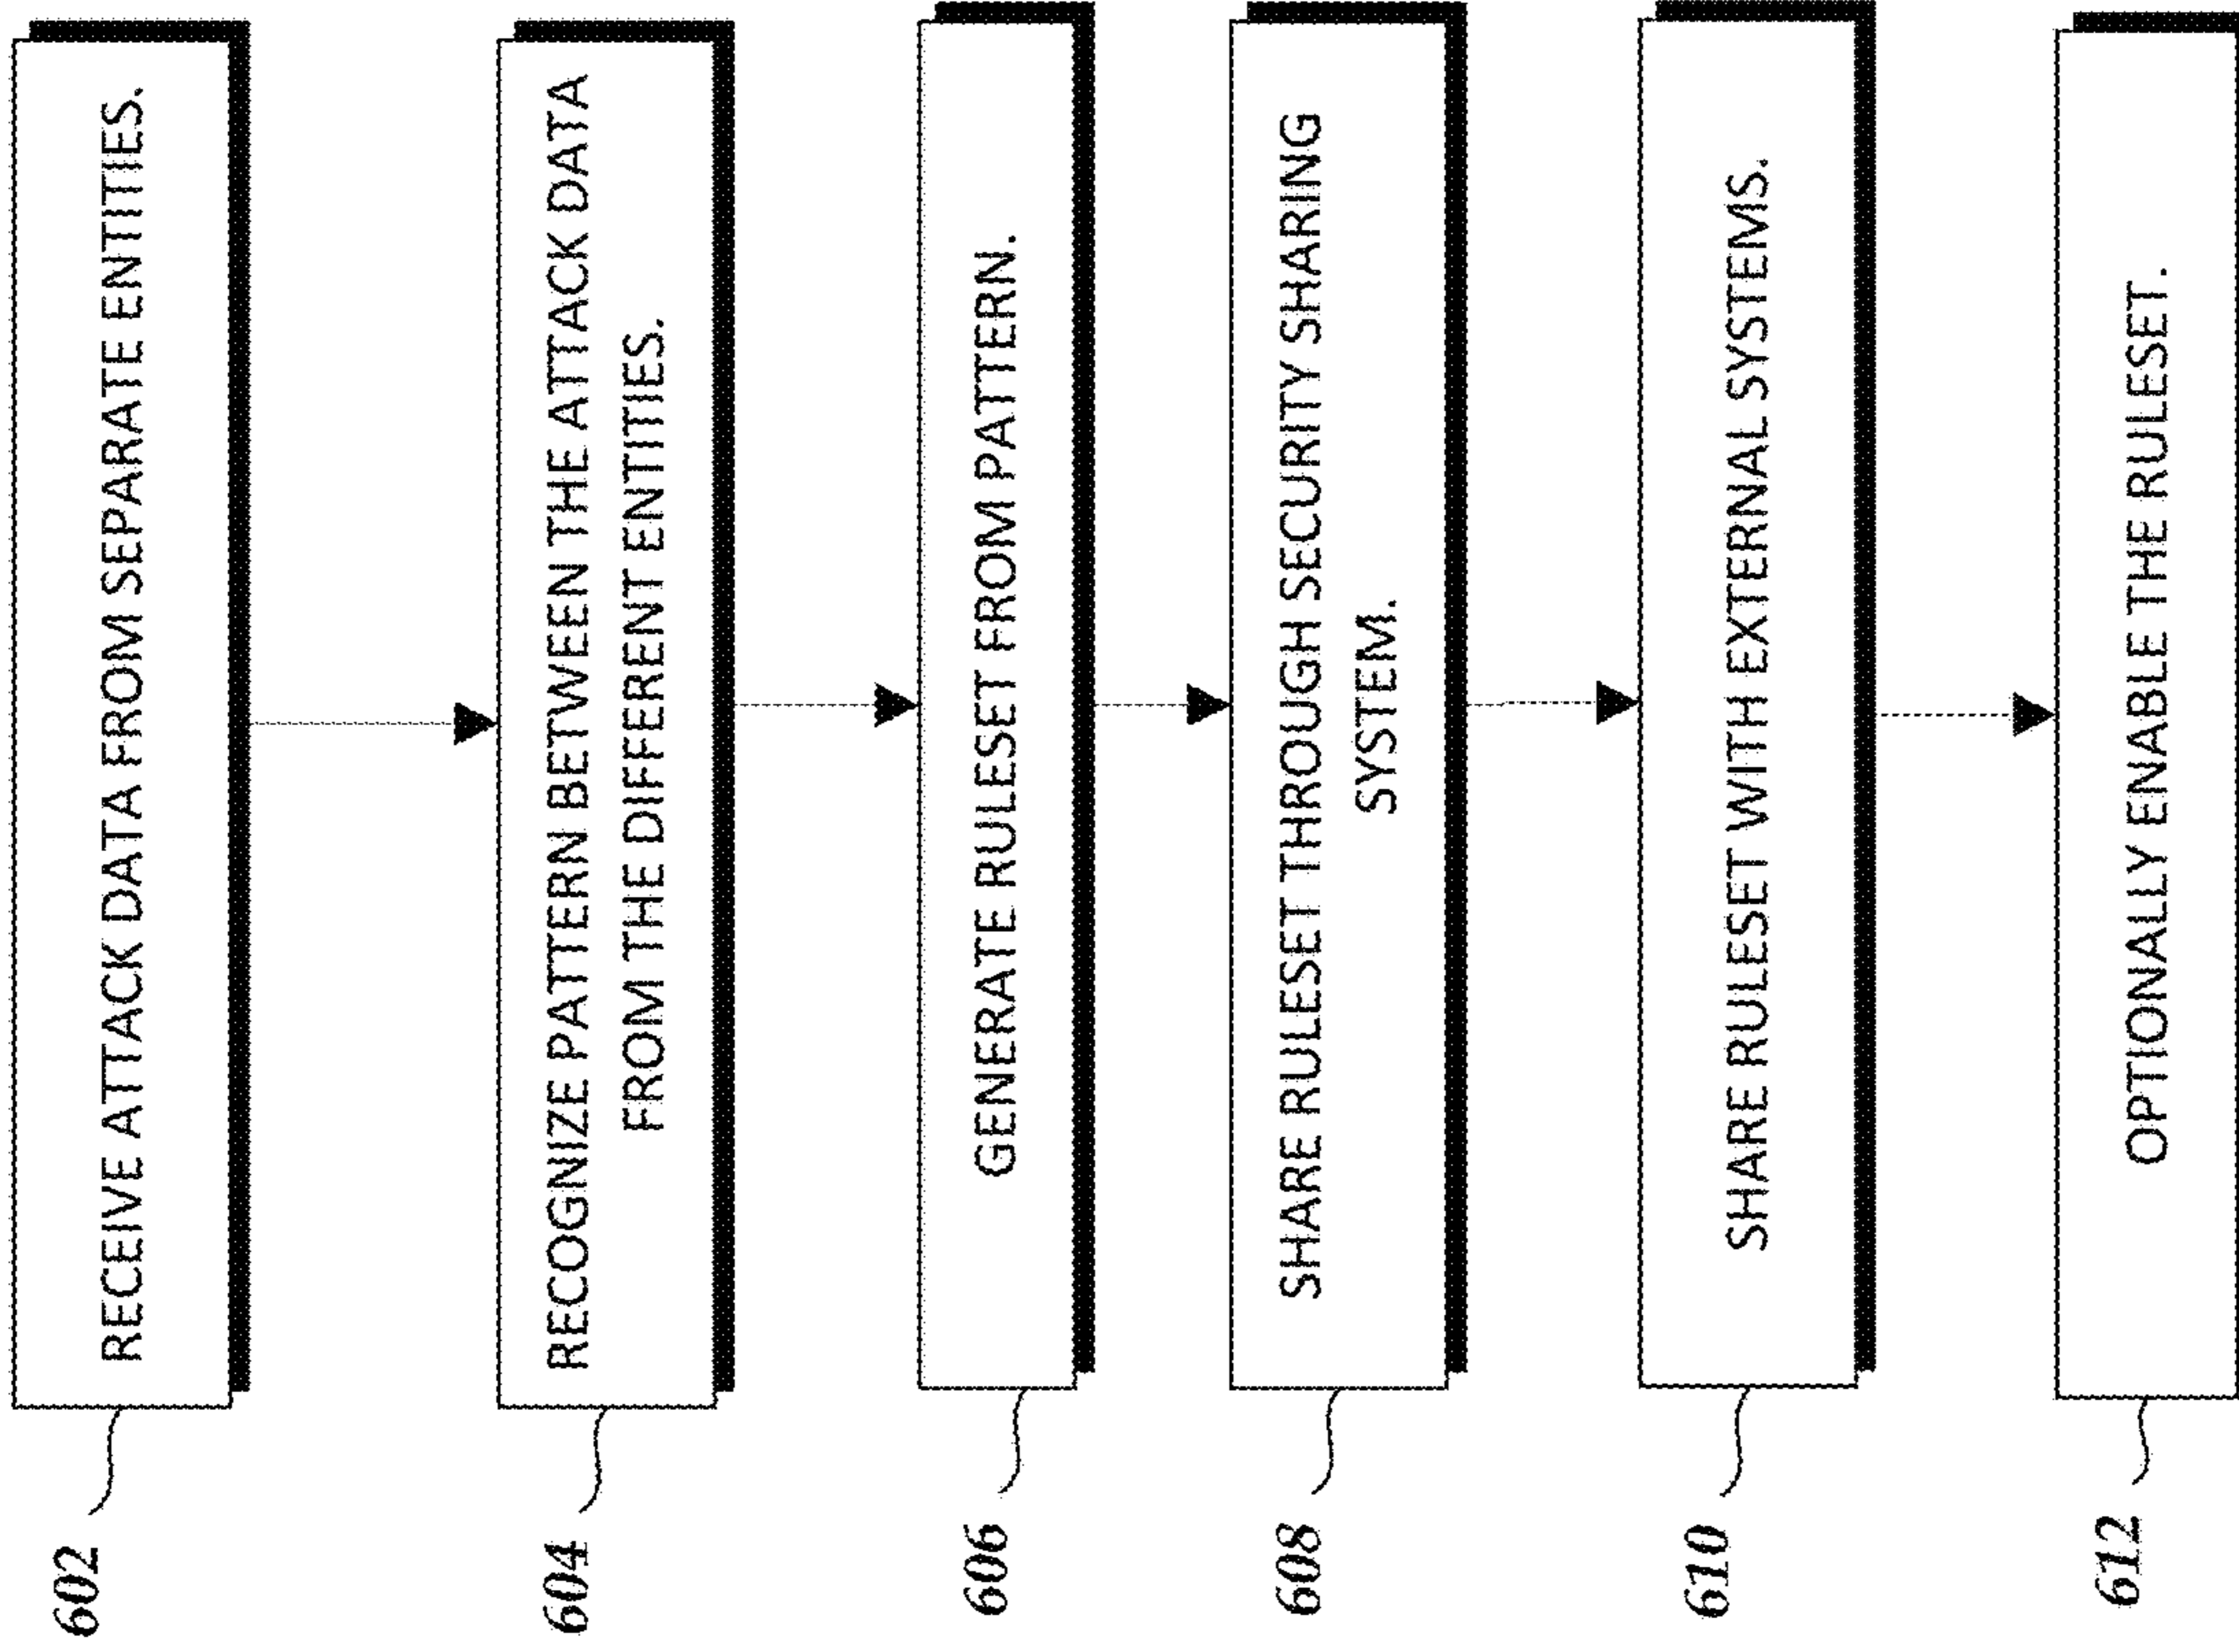 602
RECEIVE ATTACK DATA FROM SEPARATE ENTITIES.
604
RECOGNIZE PATTERN BETWEEN THE ATTACK DATA
FROM THE DIFFERENT ENTITIES.
606
GENERATE RULESET FROM PATTERN.
608
SHARE RULESET THROUGH SECURITY SHARING
SYSTEM.
610
SHARE RULESET WITH EXTERNAL SYSTEMS.
612
OPTIONALLY ENABLE THE RULESET.